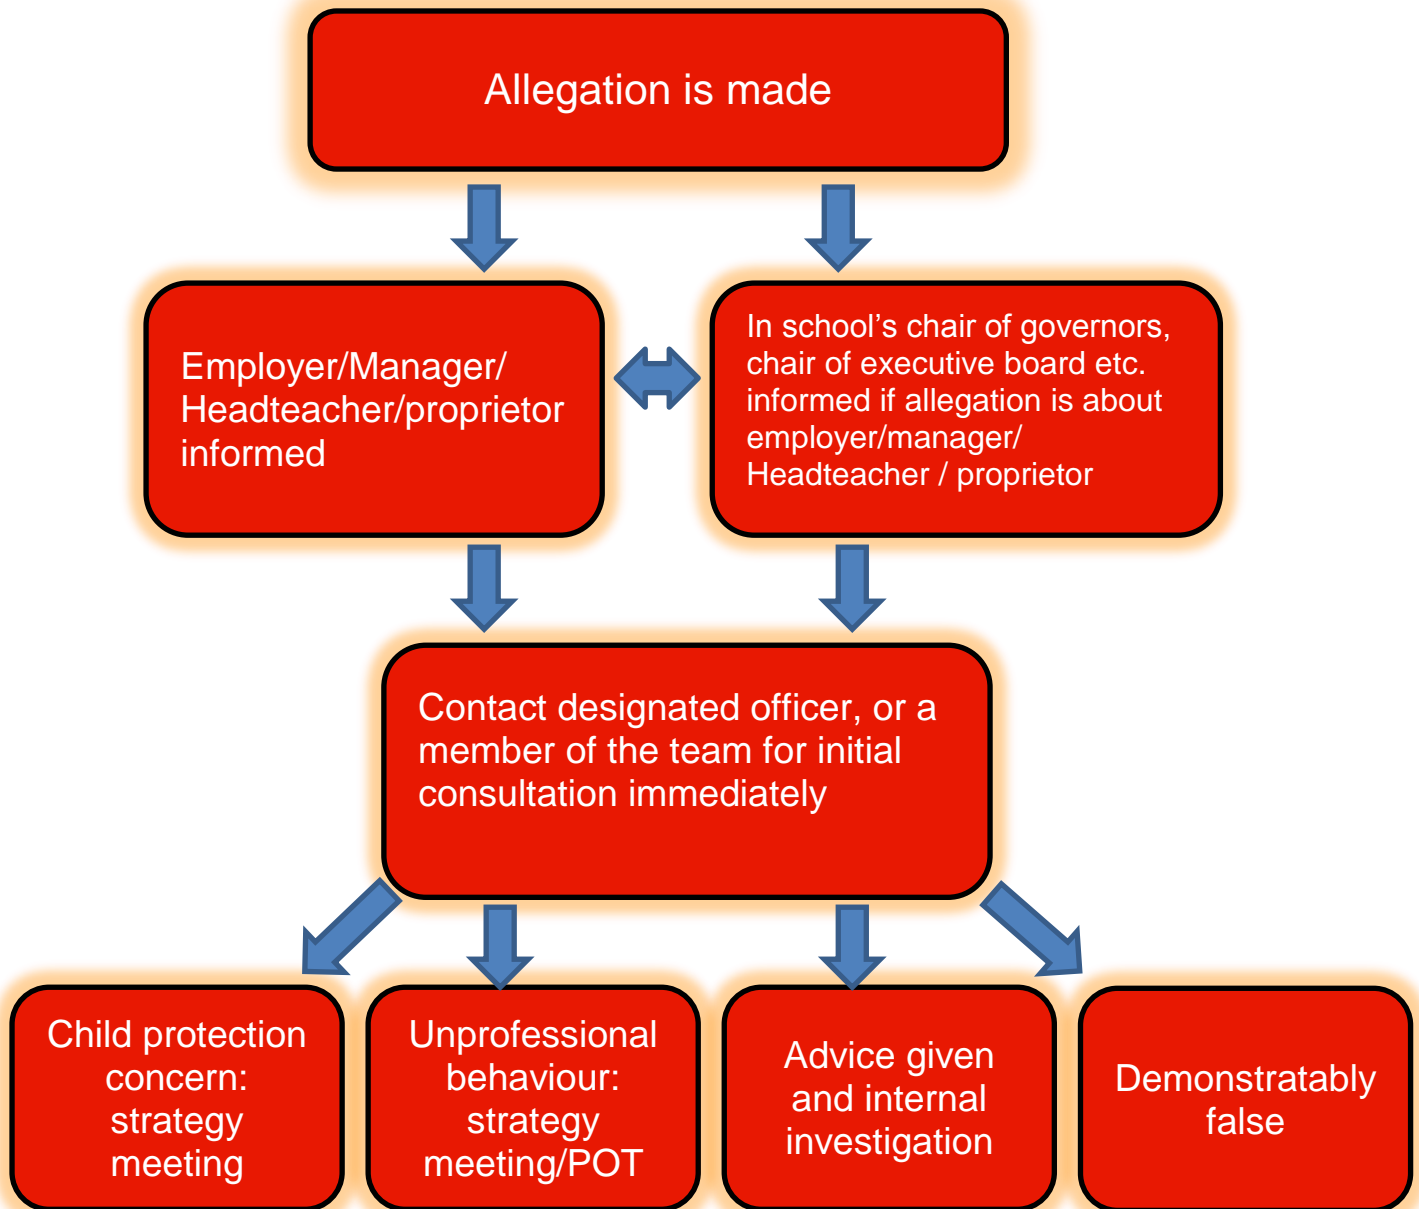 Allegation is made
Employer/Manager/
Headteacher/proprietor
informed
In school’s chair of governors,
chair of executive board etc.
informed if allegation is about
employer/manager/
Headteacher / proprietor
Contact designated officer, or a
member of the team for initial
consultation immediately
Child protection
concern:
strategy
meeting
Unprofessional
behaviour:
strategy
meeting/POT
Advice given
and internal
investigation
Demonstratably
false